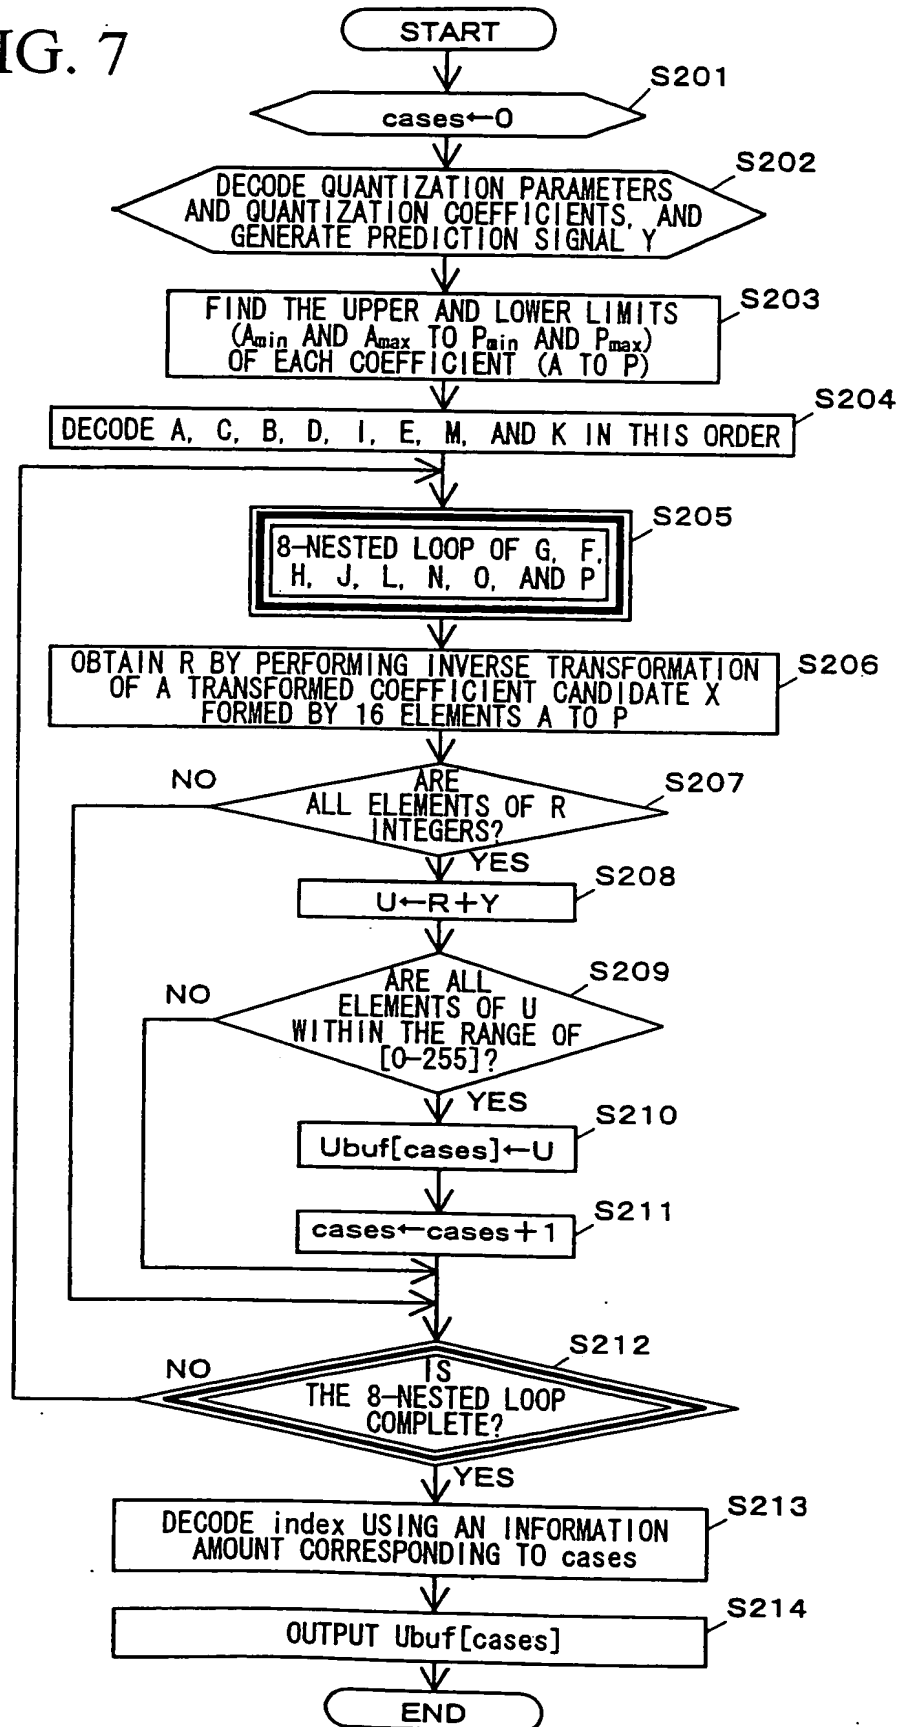 IG. 7
START
S201
cases←0
S202
DECODE QUANTIZATION PARAMETERS
AND QUANTIZATION COEFFICIENTS, AND
GENERATE PREDICTION SIGNAL Y
S203
FIND THE UPPER AND LOWER LIMITS
(Amin AND Amax TO Pmin AND Pmax)
OF EACH COEFFICIENT (A TO P)
S204
DECODE A, C, B, D, I, E, M, AND K IN THIS ORDER
S205
8-NESTED LOOP OF G, F,
H, J, L, N, O, AND P
S206
OBTAIN R BY PERFORMING INVERSE TRANSFORMATION
OF A TRANSFORMED COEFFICIENT CANDIDATE X
FORMED BY 16 ELEMENTS A TO P
S207
NO
ARE
ALL ELEMENTS OF R
INTEGERS?
YES
S208
U←R+Y
S209
NO
ARE ALL
ELEMENTS OF U
WITHIN THE RANGE OF
[0-255]?
YES
S210
Ubuf[cases]←U
S211
cases←cases+1
S212
NO
IS
THE 8-NESTED LOOP
COMPLETE?
YES
S213
DECODE index USING AN INFORMATION
AMOUNT CORRESPONDING TO cases
S214
OUTPUT Ubuf[cases]
END